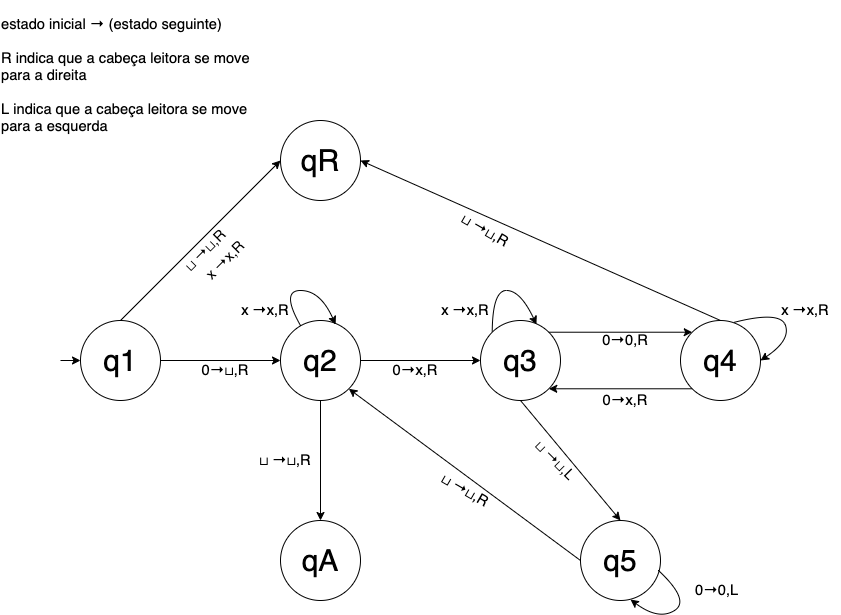 estado inicial → (estado seguinte)
R indica que a cabeça leitora se move
para a direita
L indica que a cabeça leitora se move
para a esquerda
qR
⊔ →⊔,R
x →x,R
⊔ →⊔,R
x →x,R
x →x,R
x →x,R
q1
0→⊔,R
q2
0→x,R
q3
0→0,R
0→x,R
q4
⊔ →⊔,R
⊔ →⊔,L
⊔ →⊔,R
qA
q5
0→0,L